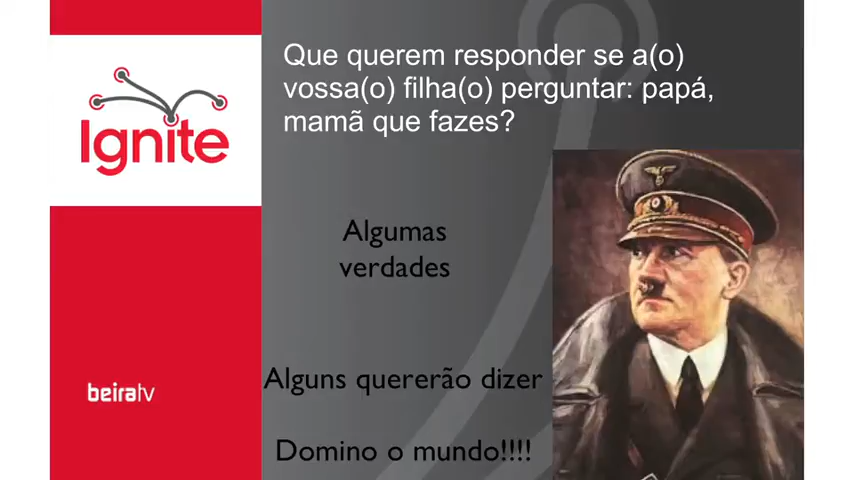 Que querem responder se a(o)
vossa(o) filha(o) perguntar: papá,
mamã que fazes?
Ignite
Algumas
verdades
Alguns quererão dizer
beiratv
Domino o mundo!!!!